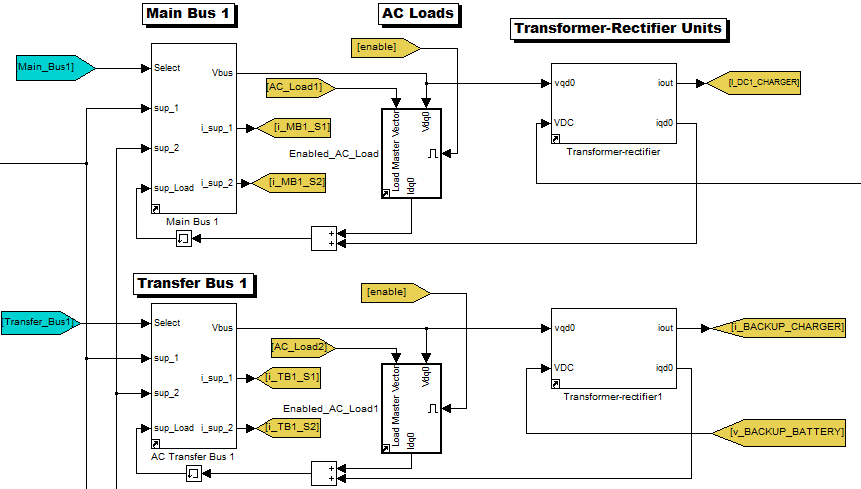 Main Bus 1
AC Loads
Transformer-Rectifier Units
[enable]
[Main_Bus1]
Select
Vbus
[AC_Load1]
vqd0
iout
[i_DC1_CHARGER]
sup_1
i_sup_1
[i_MB1_S1]
Load Master Vector
Vdq0
VDC
iqd0
sup_2
Enabled_AC_Load
Transformer-rectifier
sup_Load
i_sup_2
[i_MB1_S2]
Idq0
Main Bus 1
+
+
Transfer Bus 1
[enable]
[Transfer_Bus1]
Select
Vbus
vqd0
iout
[i_BACKUP_CHARGER]
[AC_Load2]
sup_1
i_sup_1
[i_TB1_S1]
Load Master Vector
Vdq0
VDC
iqd0
sup_2
Enabled_AC_Load1
Transformer-rectifier1
sup_Load
i_sup_2
[i_TB1_S2]
Idq0
[v_BACKUP_BATTERY]
AC Transfer Bus 1
+
+